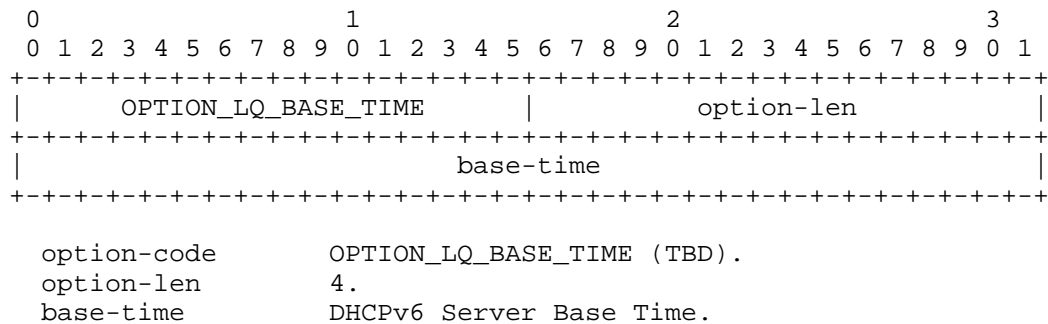 0                   1                   2                   3
 0 1 2 3 4 5 6 7 8 9 0 1 2 3 4 5 6 7 8 9 0 1 2 3 4 5 6 7 8 9 0 1
+-+-+-+-+-+-+-+-+-+-+-+-+-+-+-+-+-+-+-+-+-+-+-+-+-+-+-+-+-+-+-+-+
|      OPTION_LQ_BASE_TIME      |          option-len           |
+-+-+-+-+-+-+-+-+-+-+-+-+-+-+-+-+-+-+-+-+-+-+-+-+-+-+-+-+-+-+-+-+
|                           base-time                           |
+-+-+-+-+-+-+-+-+-+-+-+-+-+-+-+-+-+-+-+-+-+-+-+-+-+-+-+-+-+-+-+-+

  option-code       OPTION_LQ_BASE_TIME (TBD).
  option-len        4.
  base-time         DHCPv6 Server Base Time.